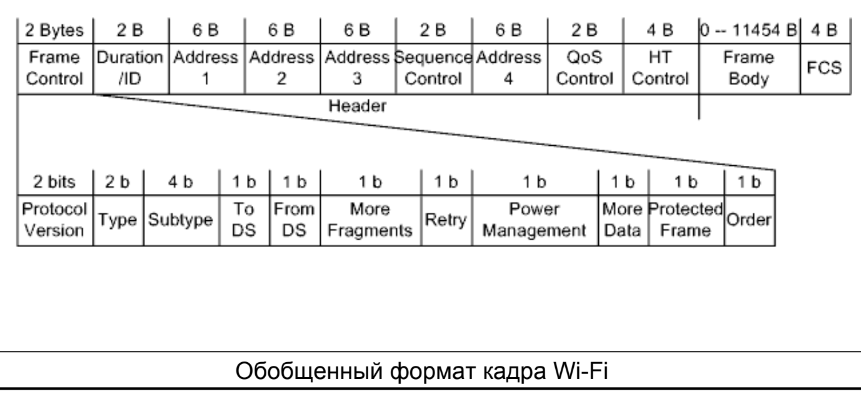 2 Bytes 2 B 6 B 6 B 6 B 2 B 6 B 2 B 4 B 0 -- 11454 B 4 B
Frame Control Duration /ID Address 1 Address 2 Address 3 Sequence Control Address 4 QoS Control HT Control Frame Body FCS
Header
2 bits 2 b 4 b 1 b 1 b 1 b 1 b 1 b 1 b 1 b 1 b
Protocol Version Type Subtype To DS From DS More Fragments Retry Power Management More Data Protected Frame Order
Обобщенный формат кадра Wi-Fi